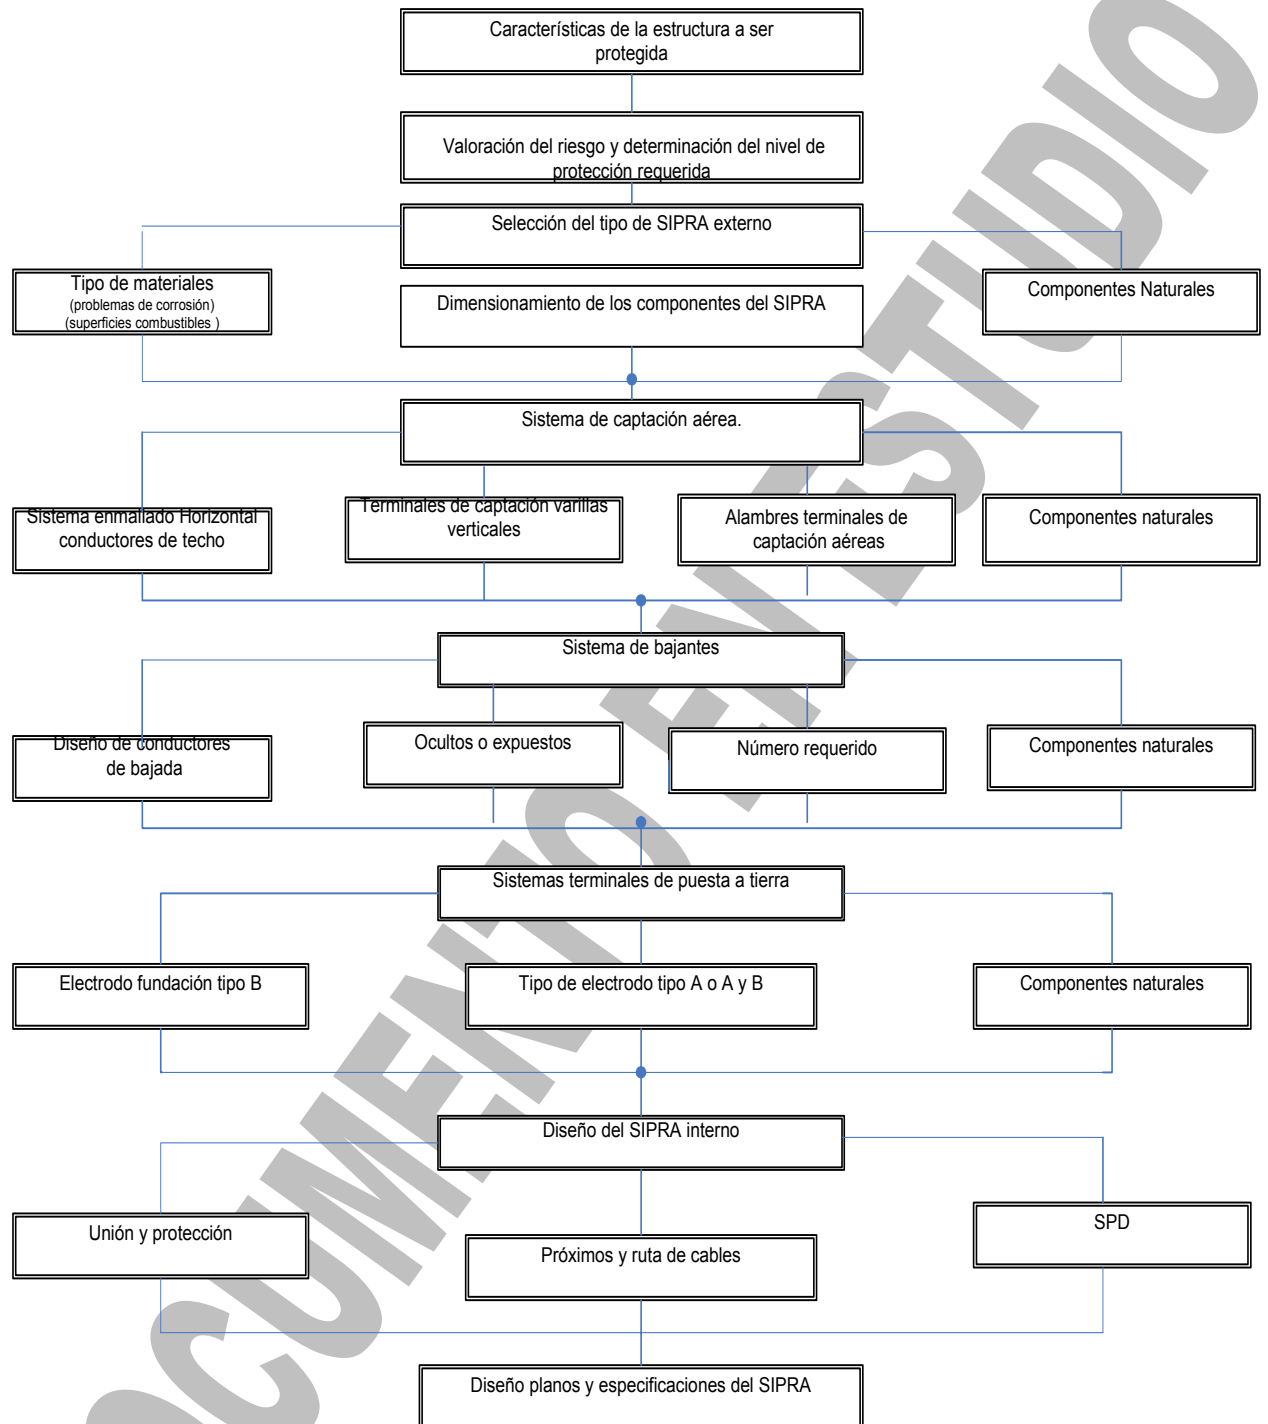 Características de la estructura a ser
protegida
Valoración del riesgo y determinación del nivel de
protección requerida
Selección del tipo de SIPRA externo
Tipo de materiales
(problemas de corrosión)
(superficies combustibles )
Dimensionamiento de los componentes del SIPRA
Componentes Naturales
Sistema de captación aérea.
Sistema enmallado Horizontal
conductores de techo
Terminales de captación varillas
verticales
Alambres terminales de
captación aéreas
Componentes naturales
Sistema de bajantes
Diseño de conductores
de bajada
Ocultos o expuestos
Número requerido
Componentes naturales
Sistemas terminales de puesta a tierra
Electrodo fundación tipo B
Tipo de electrodo tipo A o A y B
Componentes naturales
Diseño del SIPRA interno
Unión y protección
Próximos y ruta de cables
SPD
Diseño planos y especificaciones del SIPRA
OCUMENTO EN ESTUDIO